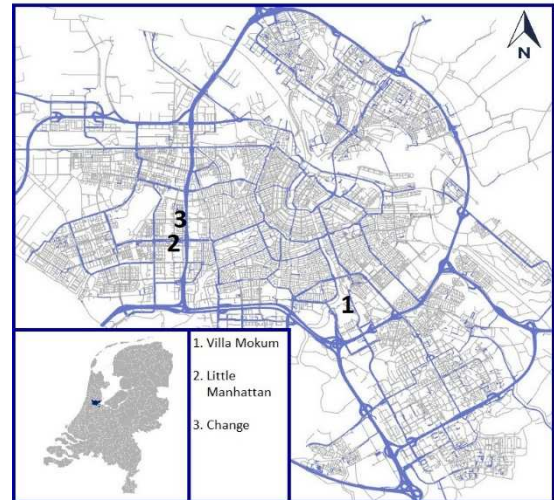 N
3
2
1
1. Villa Mokum
2. Little
Manhattan
3. Change